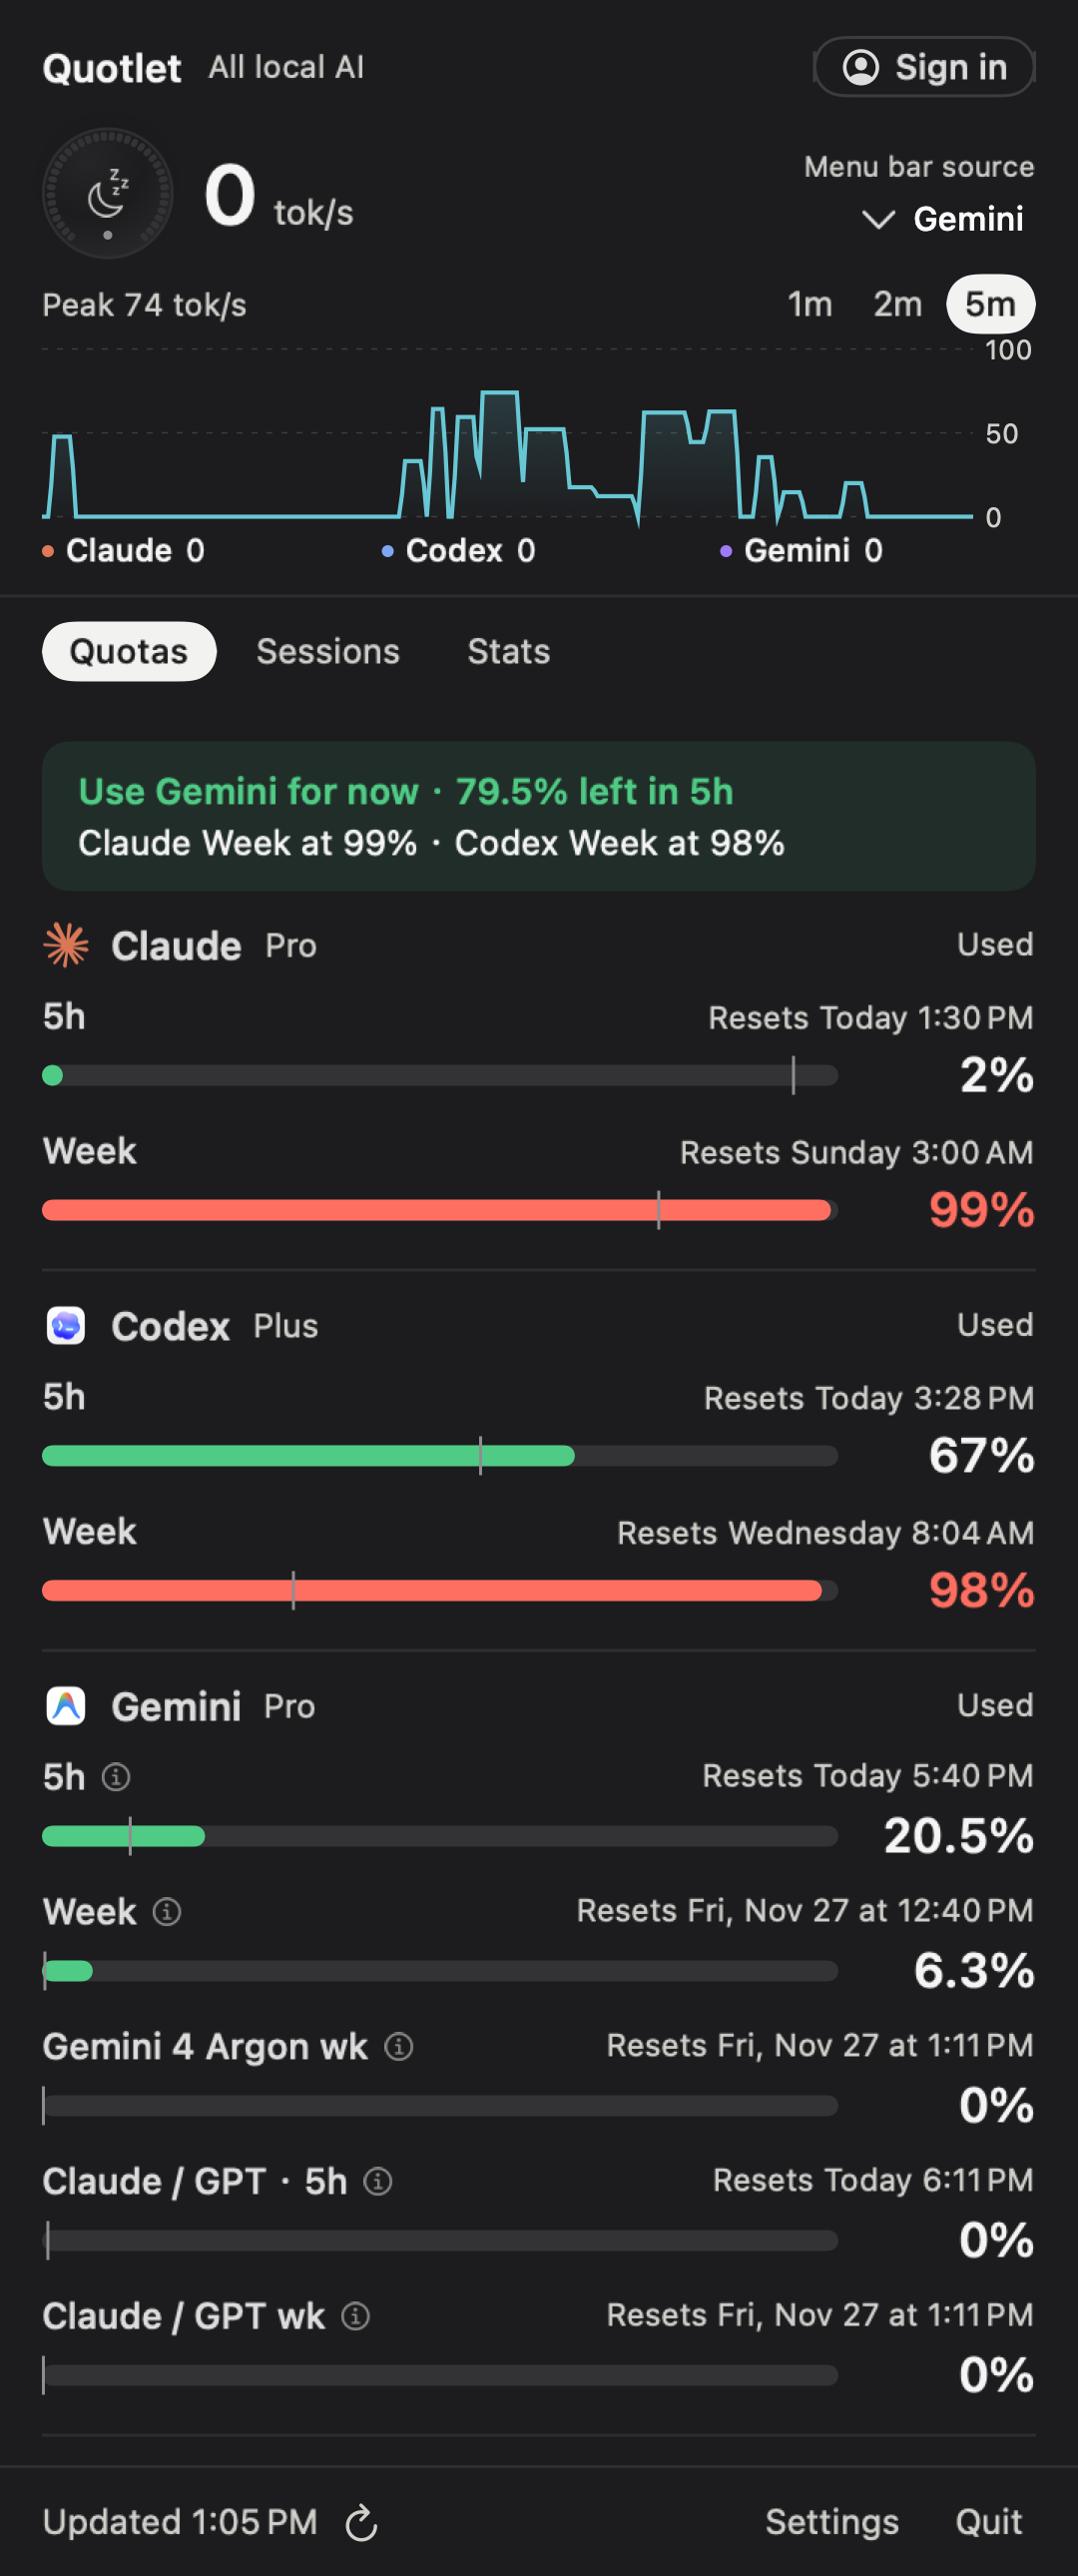 Quotlet All local AI Sign in
0 tok/s
Menu bar source
Gemini
Peak 74 tok/s 1m 2m 5m
100
50
0
Claude 0 Codex 0 Gemini 0
Quotas Sessions Stats
Use Gemini for now · 79.5% left in 5h
Claude Week at 99% · Codex Week at 98%
Claude Pro Used
5h Resets Today 1:30 PM
2%
Week Resets Sunday 3:00 AM
99%
Codex Plus Used
5h Resets Today 3:28 PM
67%
Week Resets Wednesday 8:04 AM
98%
Gemini Pro Used
5h Resets Today 5:40 PM
20.5%
Week Resets Fri, Nov 27 at 12:40 PM
6.3%
Gemini 4 Argon wk Resets Fri, Nov 27 at 1:11 PM
0%
Claude / GPT · 5h Resets Today 6:11 PM
0%
Claude / GPT wk Resets Fri, Nov 27 at 1:11 PM
0%
Updated 1:05 PM Settings Quit